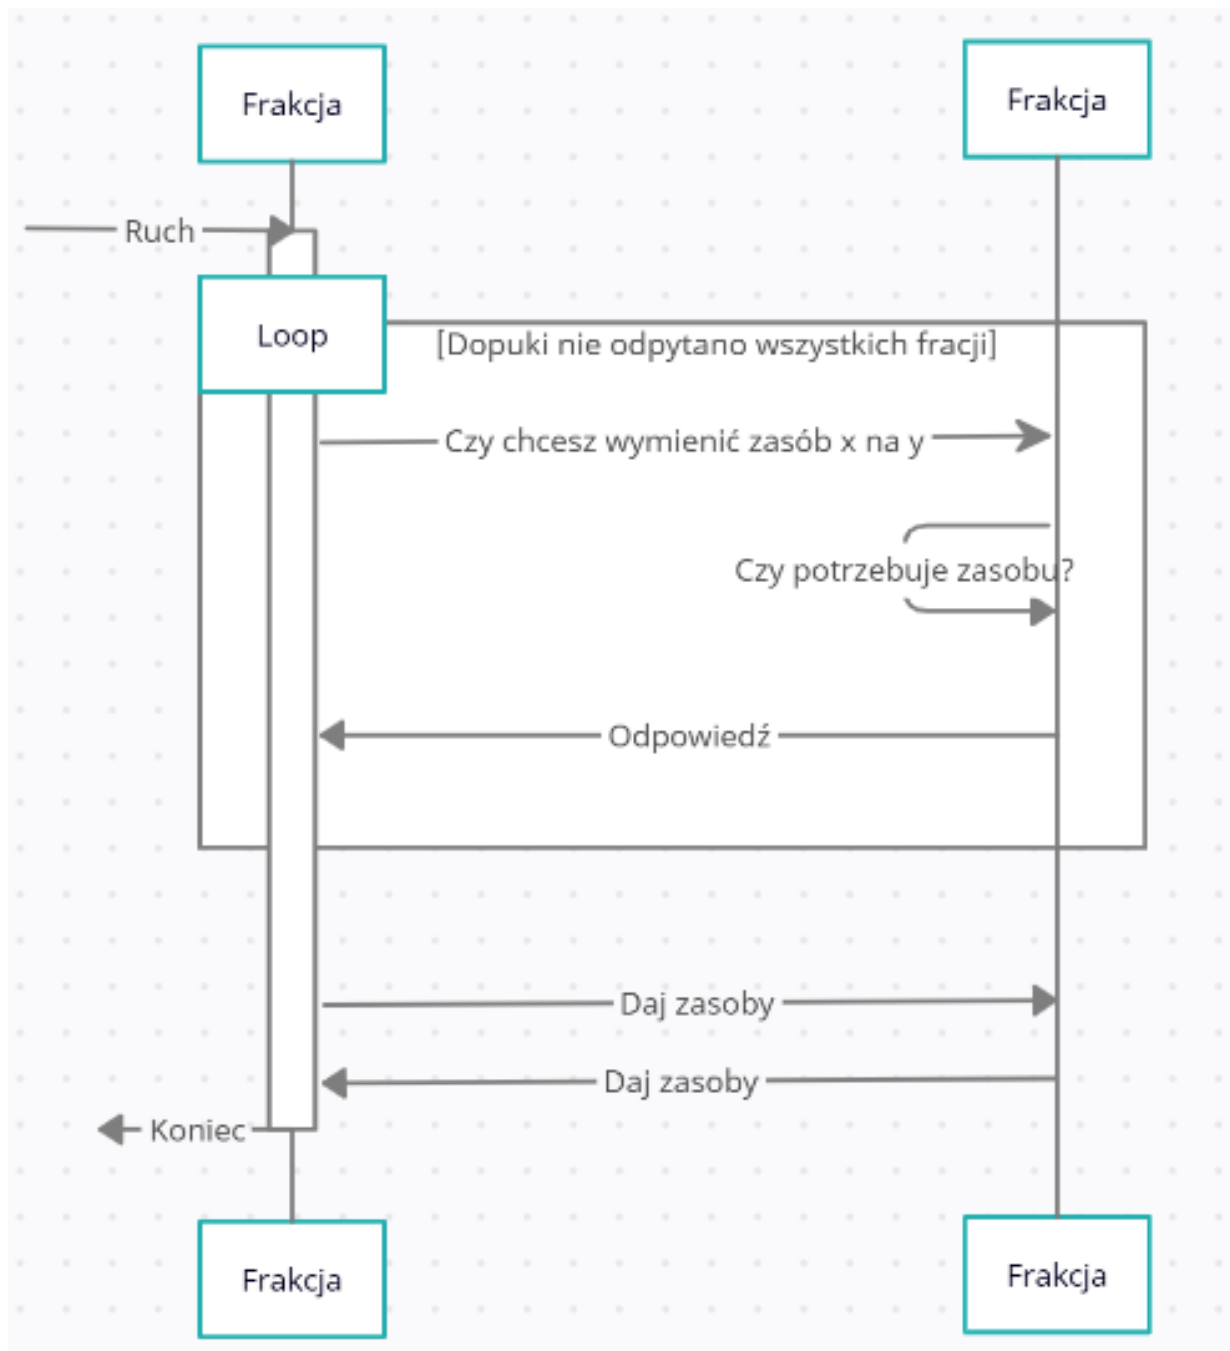 Frakcja
Frakcja
Ruch
Loop
[Dopuki nie odpytano wszystkich fracji]
Czy chcesz wymienić zasób x na y
Czy potrzebuje zasobu?
Odpowiedź
Daj zasoby
Daj zasoby
Koniec
Frakcja
Frakcja